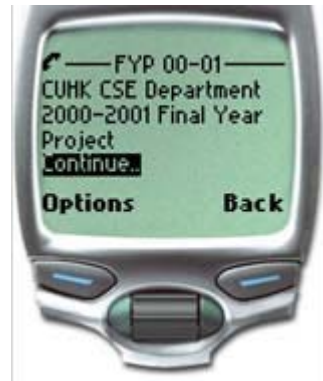 FYP 00-01
CUHK CSE Department
2000-2001 Final Year
Project
Continue..
Options Back